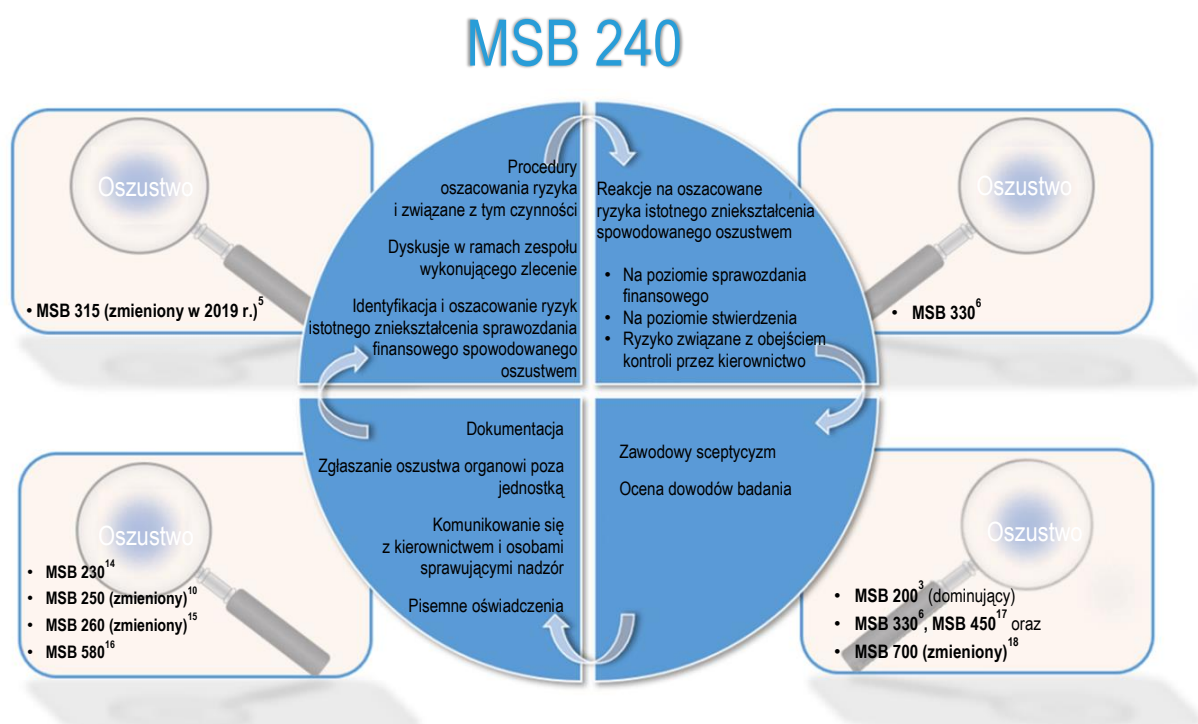 MSB 240
Oszustwo
• MSB 315 (zmieniony w 2019 r.)⁵
Procedury
oszacowania ryzyka
i związane z tym czynności
Dyskusje w ramach zespołu
wykonującego zlecenie
Identyfikacja i oszacowanie ryzyk
istotnego zniekształcenia sprawozdania
finansowego spowodowanego
oszustwem
Reakcje na oszacowane
ryzyka istotnego zniekształcenia
spowodowanego oszustwem
• Na poziomie sprawozdania
finansowego
• Na poziomie stwierdzenia
• Ryzyko związane z obejściem
kontroli przez kierownictwo
Oszustwo
• MSB 330⁶
Oszustwo
• MSB 230¹⁴
• MSB 250 (zmieniony)¹⁰
• MSB 260 (zmieniony)¹⁵
• MSB 580¹⁶
Dokumentacja
Zgłaszanie oszustwa organowi poza
jednostką
Komunikowanie się
z kierownictwem i osobami
sprawującymi nadzór
Pisemne oświadczenia
Zawodowy sceptycyzm
Ocena dowodów badania
Oszustwo
• MSB 200³ (dominujący)
• MSB 330⁶, MSB 450¹⁷ oraz
• MSB 700 (zmieniony)¹⁸